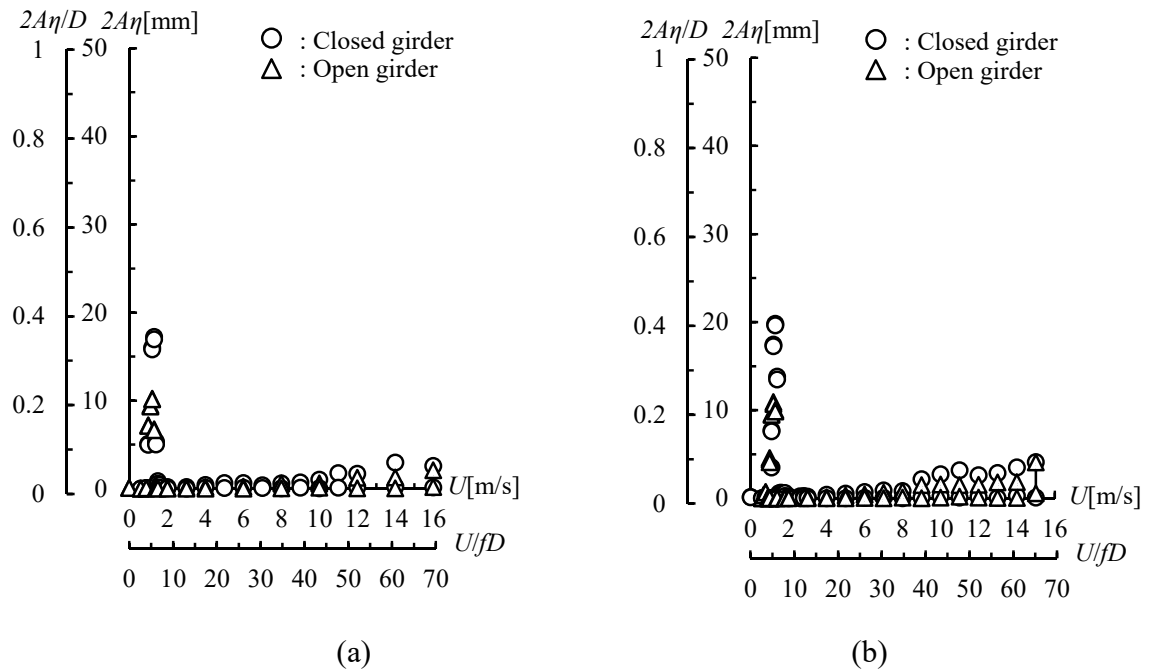 2Aη/D 2Aη[mm]
○ : Closed girder
△ : Open girder
1
0.8
0.6
0.4
0.2
0
50
40
30
20
10
0
U[m/s]
0 2 4 6 8 10 12 14 16
U/fD
0 10 20 30 40 50 60 70
(a)
2Aη/D 2Aη[mm]
○ : Closed girder
△ : Open girder
1
0.8
0.6
0.4
0.2
0
50
40
30
20
10
0
U[m/s]
0 2 4 6 8 10 12 14 16
U/fD
0 10 20 30 40 50 60 70
(b)